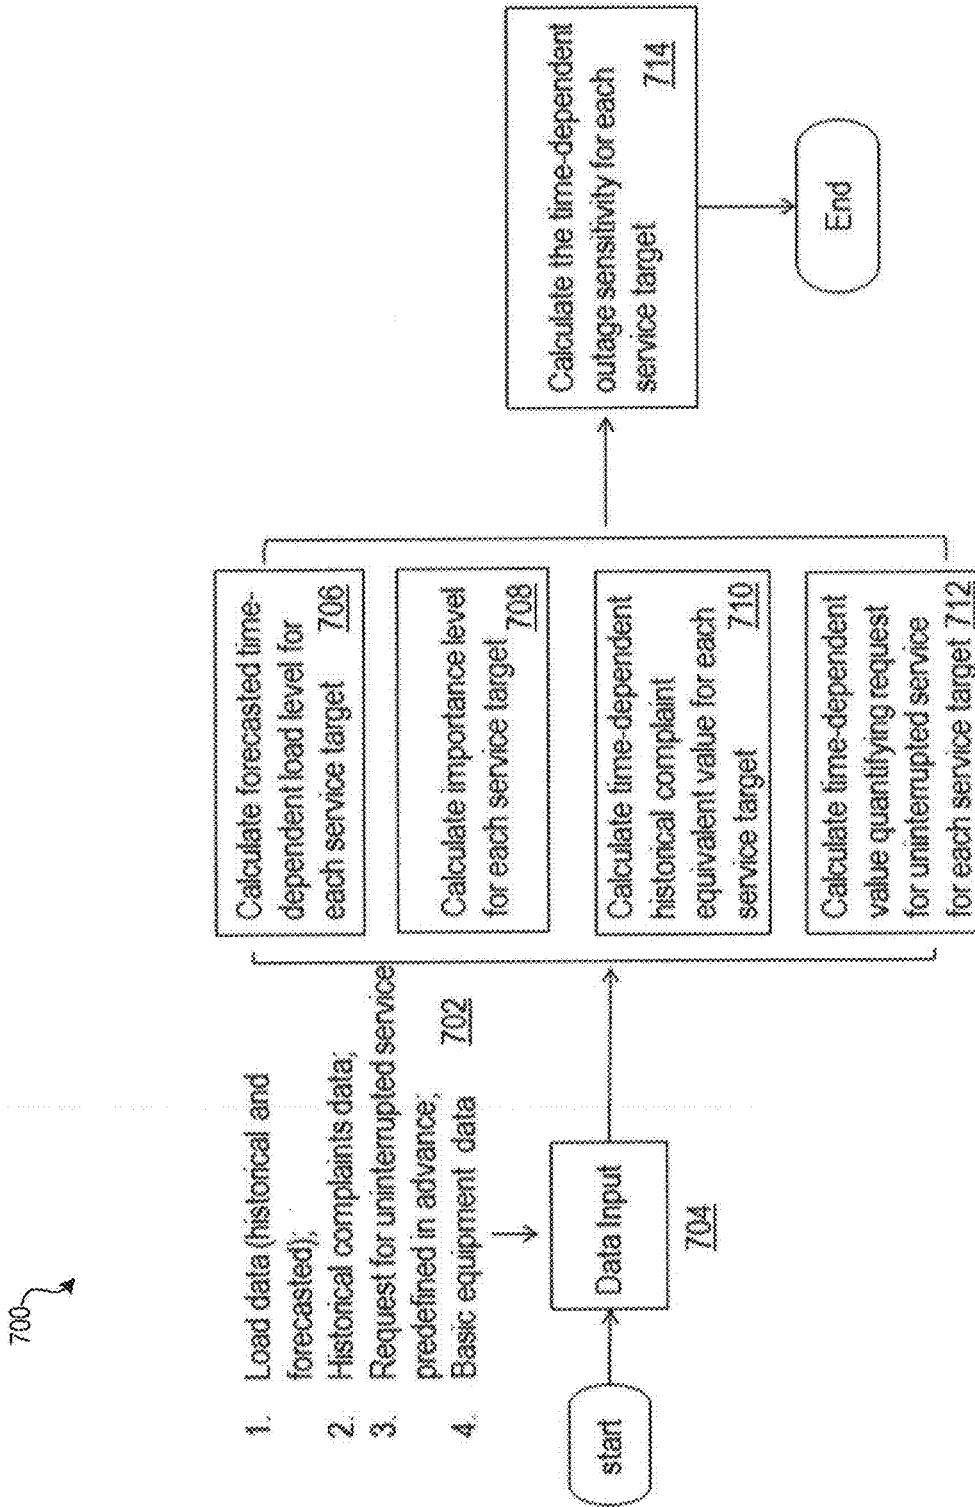 700
1. Load data (historical and
forecasted);
2. Historical complaints data;
3. Request for uninterrupted service
predefined in advance;
4. Basic equipment data 702
start
Data Input
704
Calculate forecasted time-
dependent load level for
each service target 706
Calculate importance level
for each service target 708
Calculate time-dependent
historical complaint
equivalent value for each
service target 710
Calculate time-dependent
value quantifying request
for uninterrupted service
for each service target 712
Calculate the time-dependent
outage sensitivity for each
service target 714
End